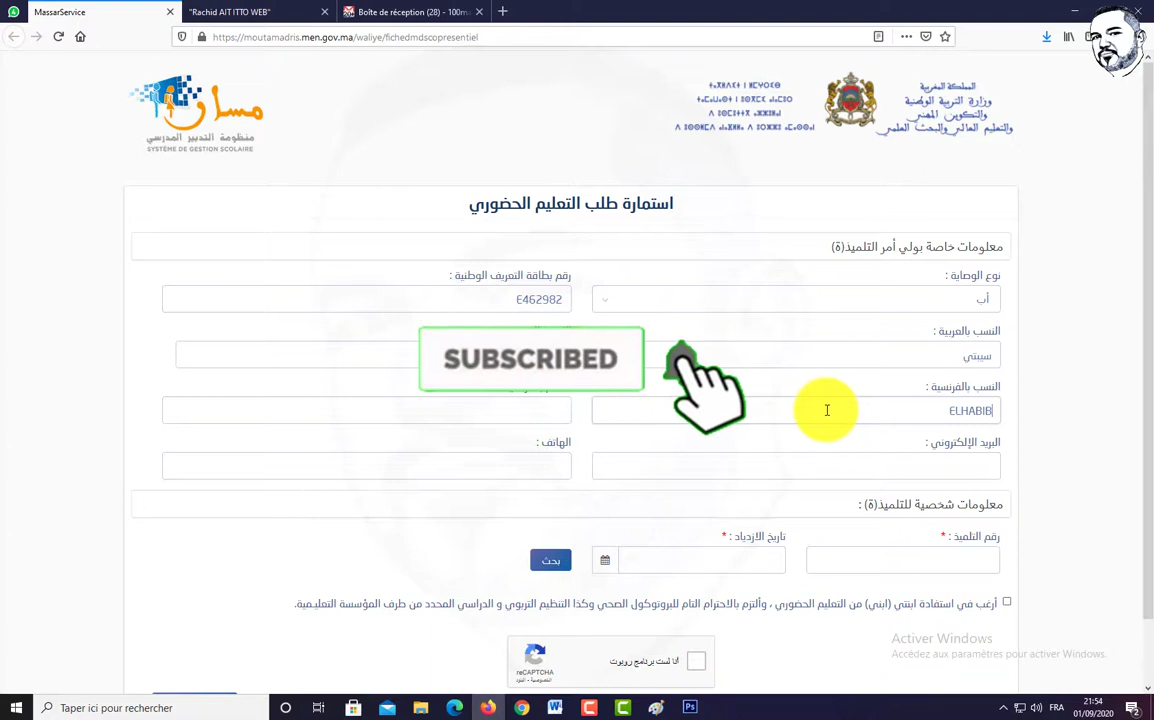 MassarService
"Rachid AIT ITTO WEB"
Boîte de réception (28) - 100m
https://moutamadris.men.gov.ma/waliye/fichedmdscopresentiel
مسار
منظومة التدبير المدرسي
SYSTÈME DE GESTION SCOLAIRE
المملكة المغربية
وزارة التربية الوطنية
والتكوين المهني
والتعليم العالي والبحث العلمي
استمارة طلب التعليم الحضوري
معلومات خاصة بولي أمر التلميذ(ة)
نوع الوصاية :
رقم بطاقة التعريف الوطنية :
أب
E462982
النسب بالعربية :
سيبتي
SUBSCRIBED
النسب بالفرنسية :
ELHABIB
البريد الإلكتروني :
الهاتف :
معلومات شخصية للتلميذ(ة) :
رقم التلميذ : *
تاريخ الازدياد : *
بحث
أرغب في استفادة ابنتي (ابني) من التعليم الحضوري ، وألتزم بالاحترام التام للبروتوكول الصحي وكذا التنظيم التربوي و الدراسي المحدد من طرف المؤسسة التعليمية.
أنا لست برنامج روبوت
reCAPTCHA
الخصوصية - البنود
Activer Windows
Accédez aux paramètres pour activer Windows.
Taper ici pour rechercher
FRA
21:54
01/09/2020